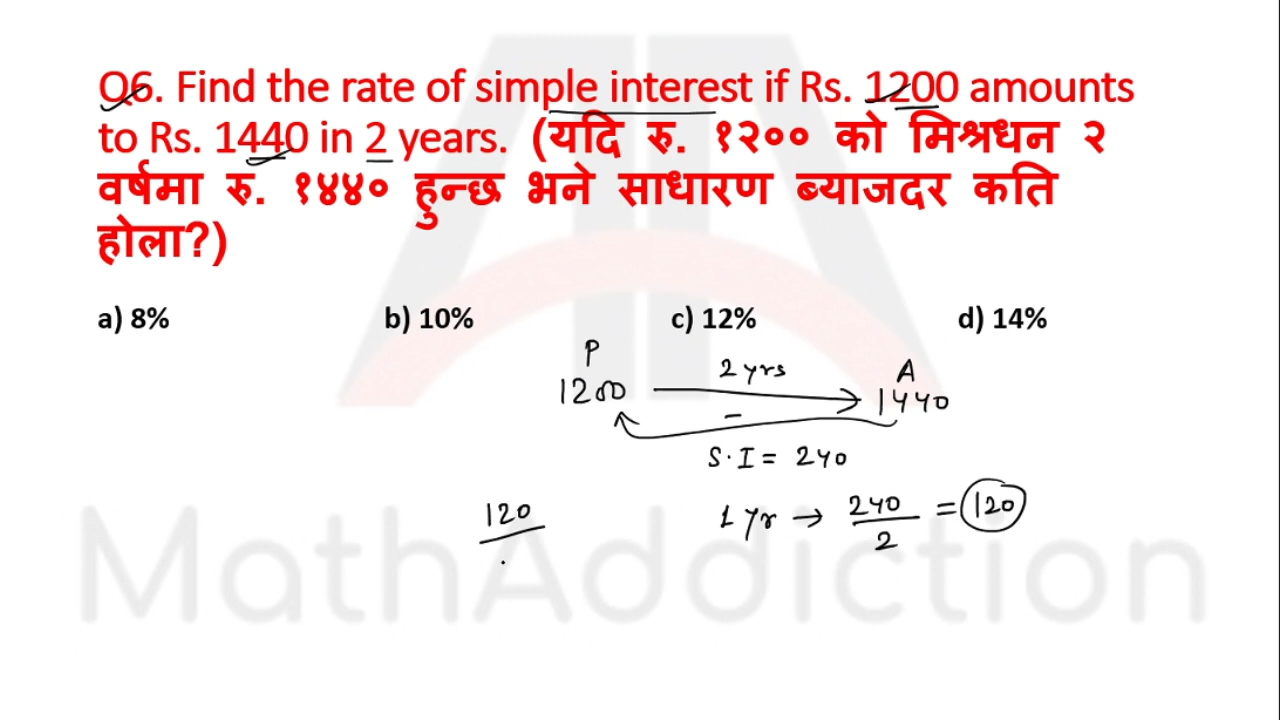 Q6. Find the rate of simple interest if Rs. 1200 amounts
to Rs. 1440 in 2 years. (यदि रु. १२०० को मिश्रधन २
वर्षमा रु. १४४० हुन्छ भने साधारण ब्याजदर कति
होला?)
a) 8% b) 10% c) 12% d) 14%
P 2 yrs A
1200 1440
–
S.I = 240
120 1 yr → 240/2 = 120
MathAddiction